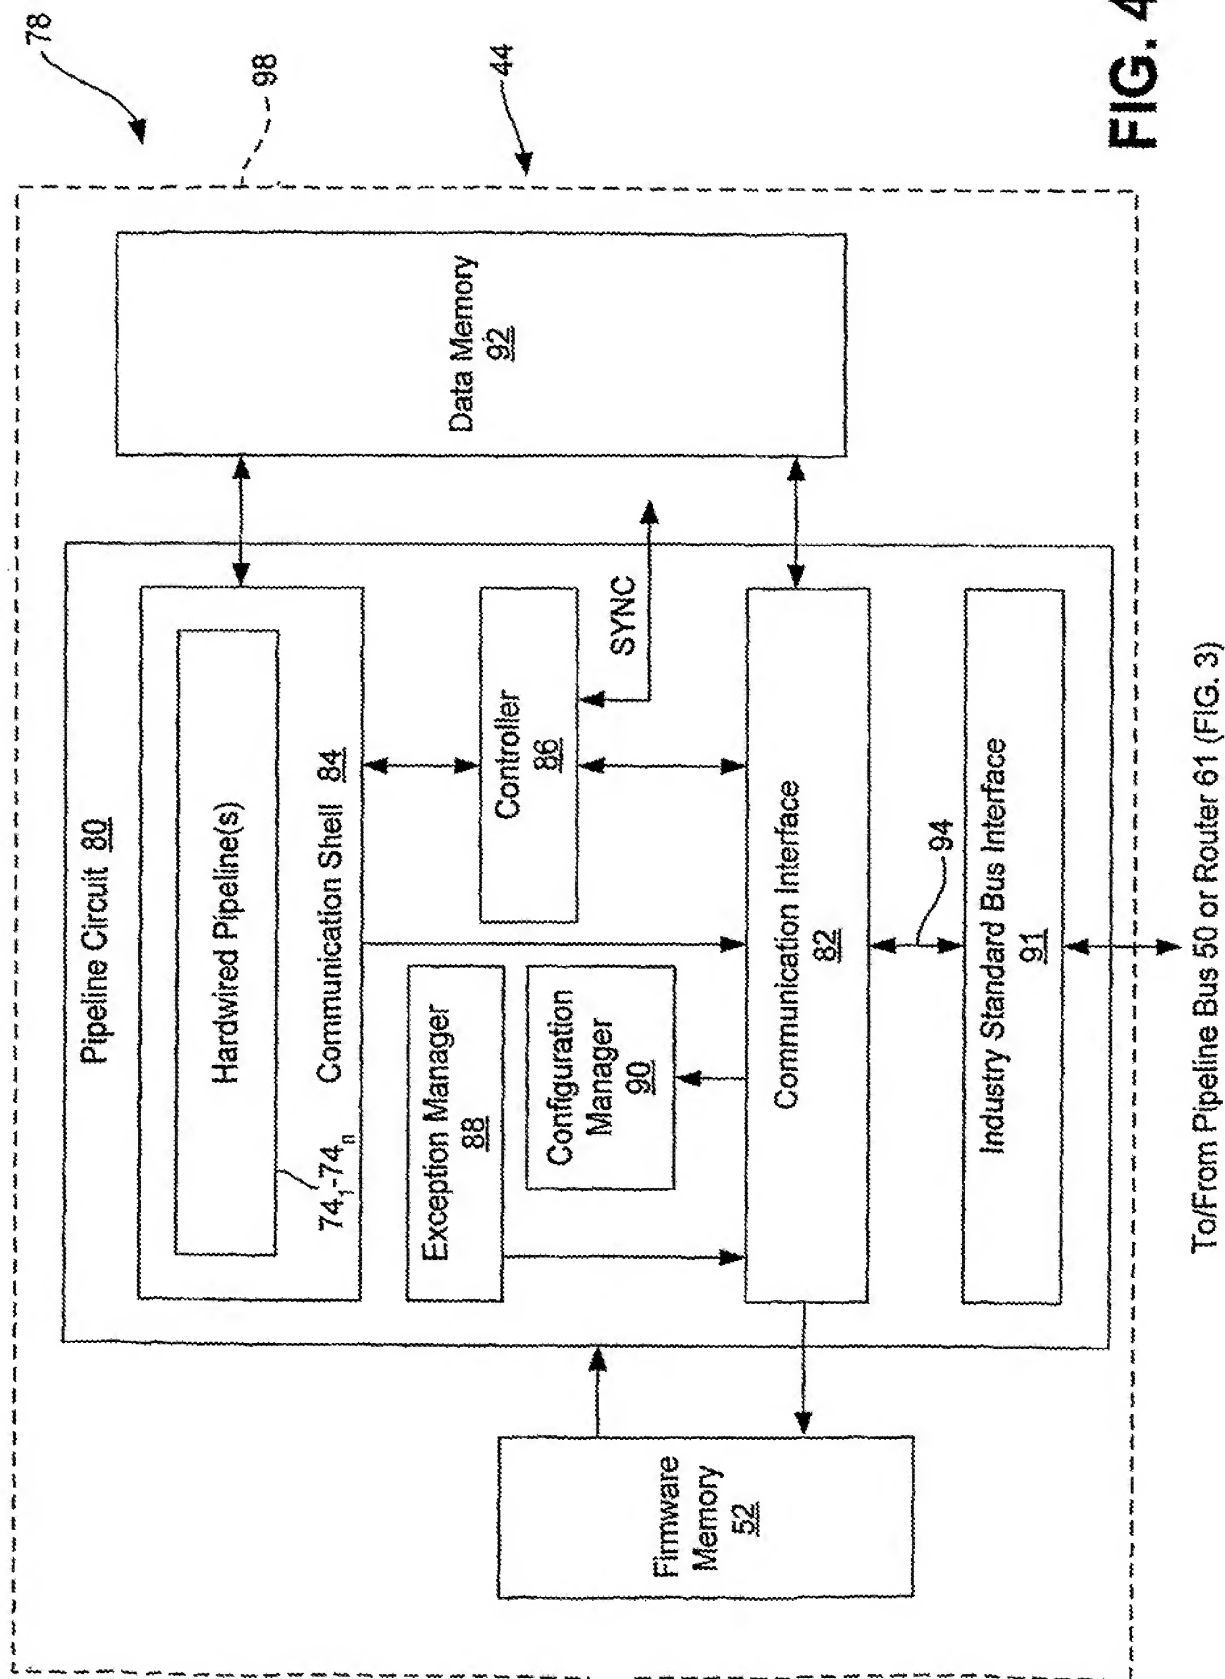 78
98
44
Pipeline Circuit 80
Hardwired Pipeline(s)
74₁-74ₙ
Communication Shell 84
Data Memory
92
Exception Manager
88
Controller
86
Configuration
Manager
90
SYNC
Firmware
Memory
52
Communication Interface
82
94
Industry Standard Bus Interface
91
To/From Pipeline Bus 50 or Router 61 (FIG. 3)
FIG. 4